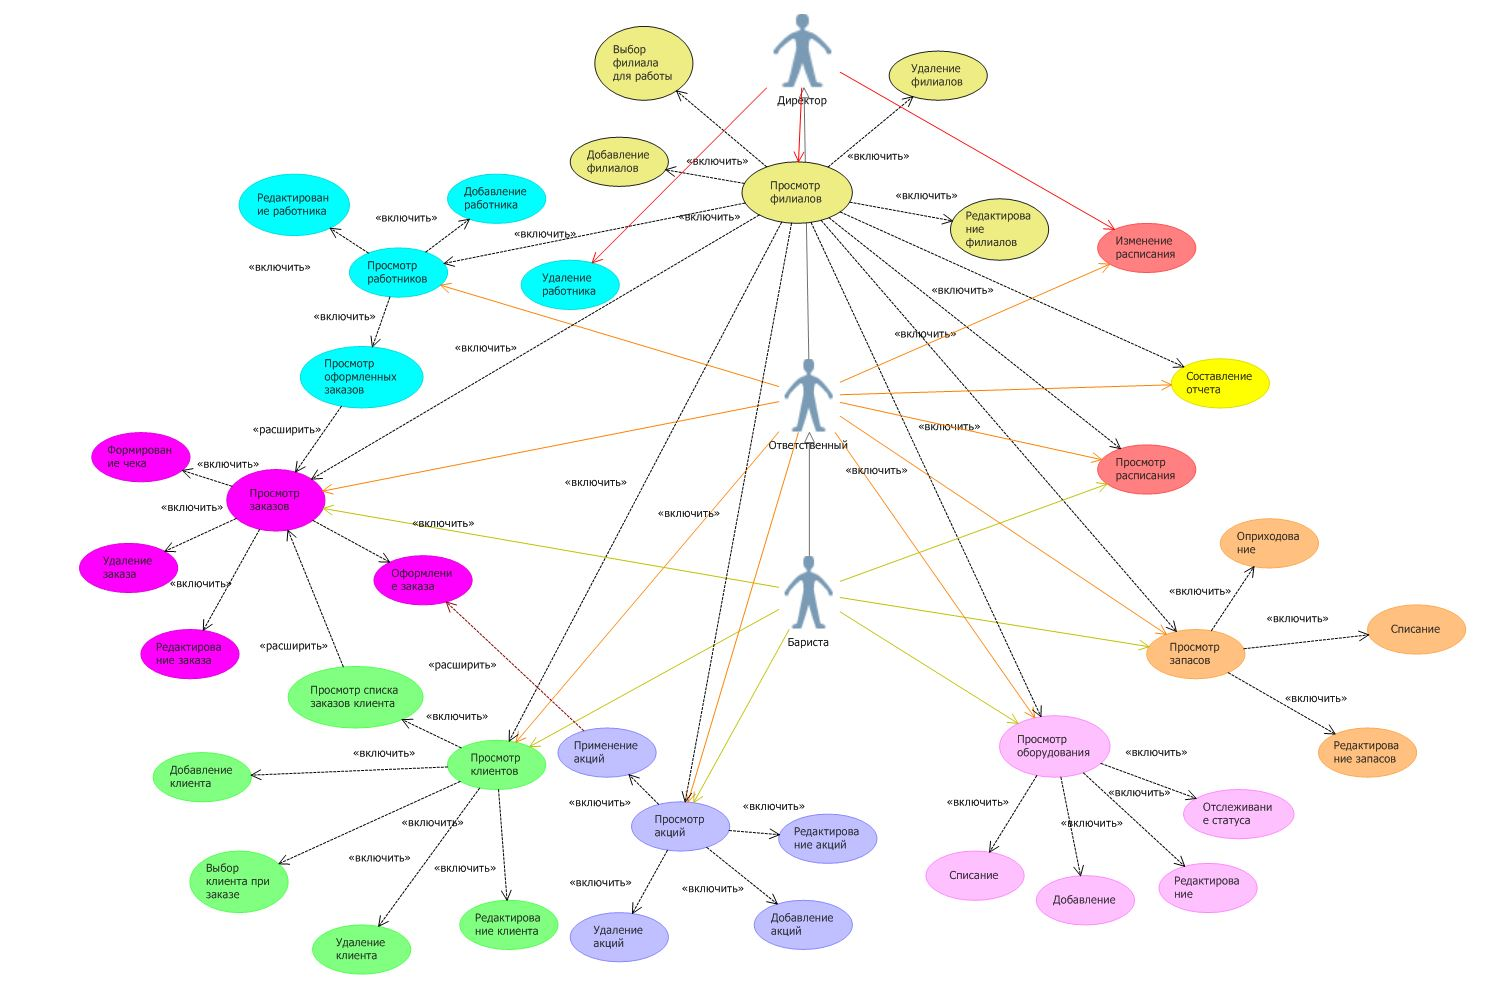 Выбор
филиала
для работы
Удаление
филиалов
Директор
Добавление
филиалов
«включить»
«включить»
Просмотр
филиалов
Редактирован
ие работника
Добавление
работника
«включить»
«включить»
«включить»
Редактирова
ние
филиалов
«включить»
Изменение
расписания
«включить»
Просмотр
работников
Удаление
работника
«включить»
«включить»
«включить»
«включить»
Просмотр
оформленных
заказов
Составление
отчета
«расширить»
«включить»
Ответственный
Формирован
ие чека
«включить»
«включить»
Просмотр
расписания
«включить»
Просмотр
заказов
«включить»
«включить»
«включить»
Оприходова
ние
Удаление
заказа
«включить»
Оформлени
е заказа
«включить»
«включить»
Списание
Бариста
Редактирова
ние заказа
«расширить»
Просмотр
запасов
«расширить»
Просмотр списка
заказов клиента
«включить»
«включить»
Просмотр
клиентов
Применение
акций
Просмотр
оборудования
«включить»
Редактирова
ние запасов
«включить»
Добавление
клиента
«включить»
«включить»
«включить»
«включить»
Отслеживани
е статуса
«включить»
Просмотр
акций
Редактирова
ние акций
«включить»
«включить»
Выбор
клиента при
заказе
«включить»
«включить»
«включить»
Списание
Редактирова
ние
Добавление
Редактирова
ние клиента
Удаление
акций
Добавление
акций
Удаление
клиента